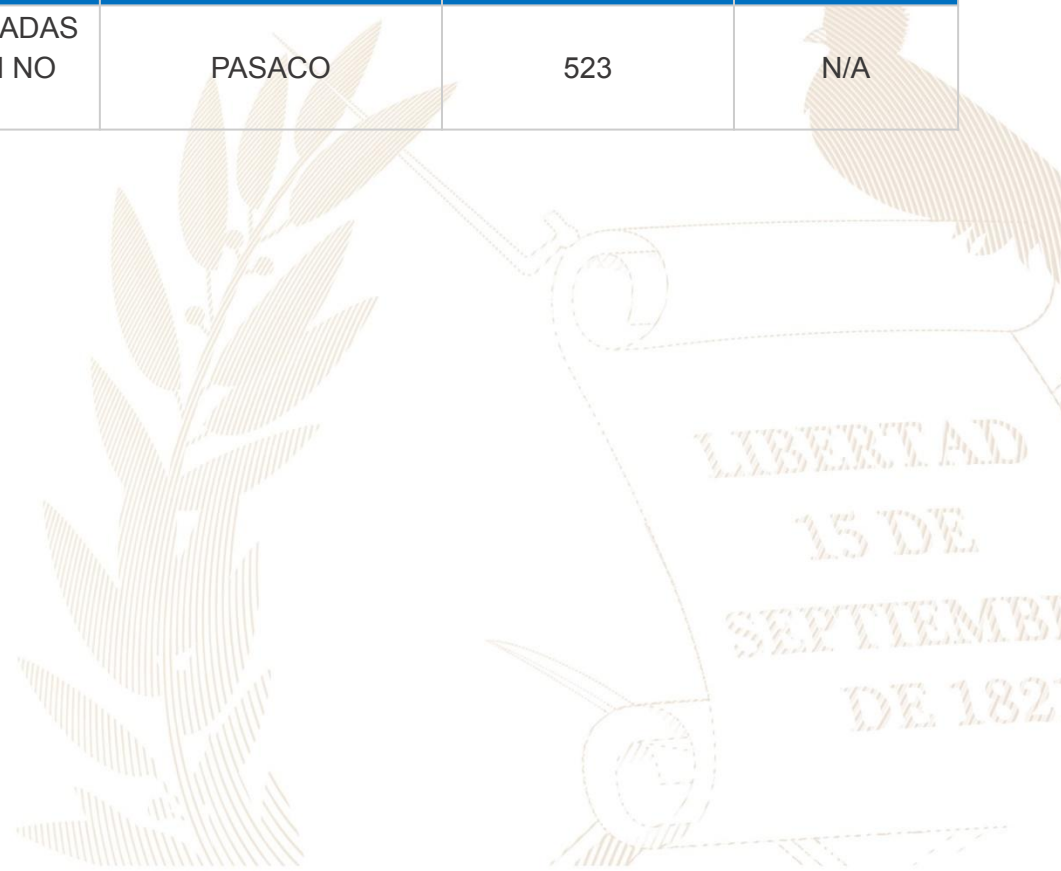 ADAS
NO PASACO 523 N/A
LIBERTAD
15 DE
SEPTIEMB
DE 182